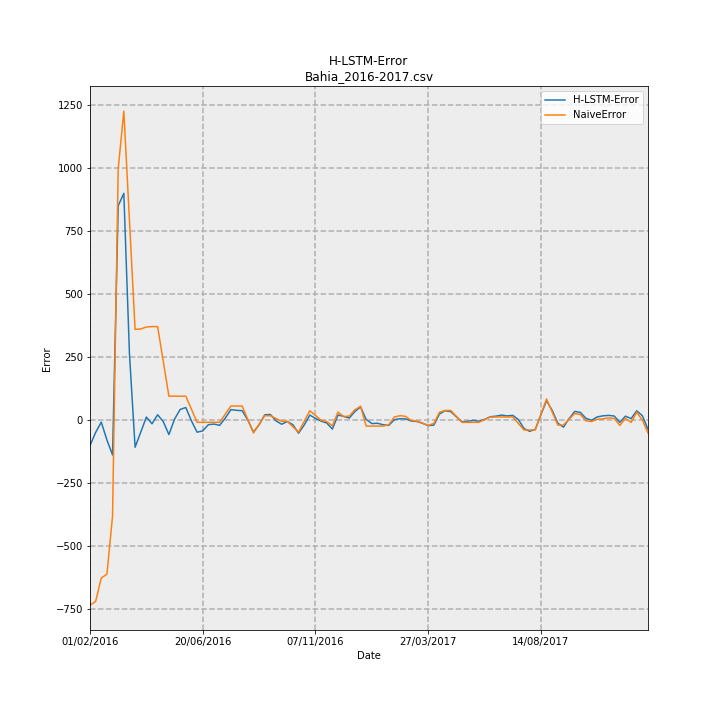 H-LSTM-Error
Bahia_2016-2017.csv
H-LSTM-Error
NaiveError
1250
1000
750
500
250
0
−250
−500
−750
Error
01/02/2016 20/06/2016 07/11/2016 27/03/2017 14/08/2017
Date